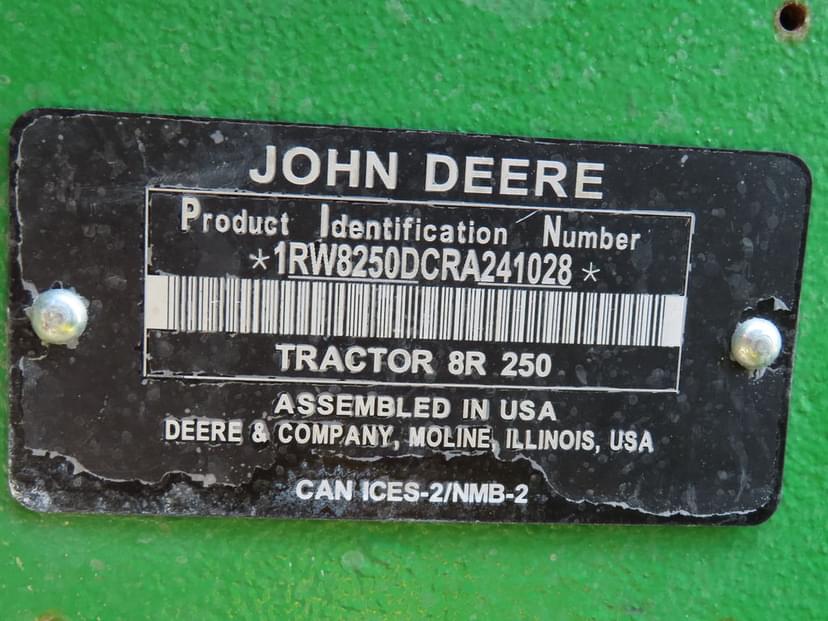 JOHN DEERE
Product Identification Number
*1RW8250DCRA241028*
TRACTOR 8R 250
ASSEMBLED IN USA
DEERE & COMPANY, MOLINE, ILLINOIS, USA
CAN ICES-2/NMB-2